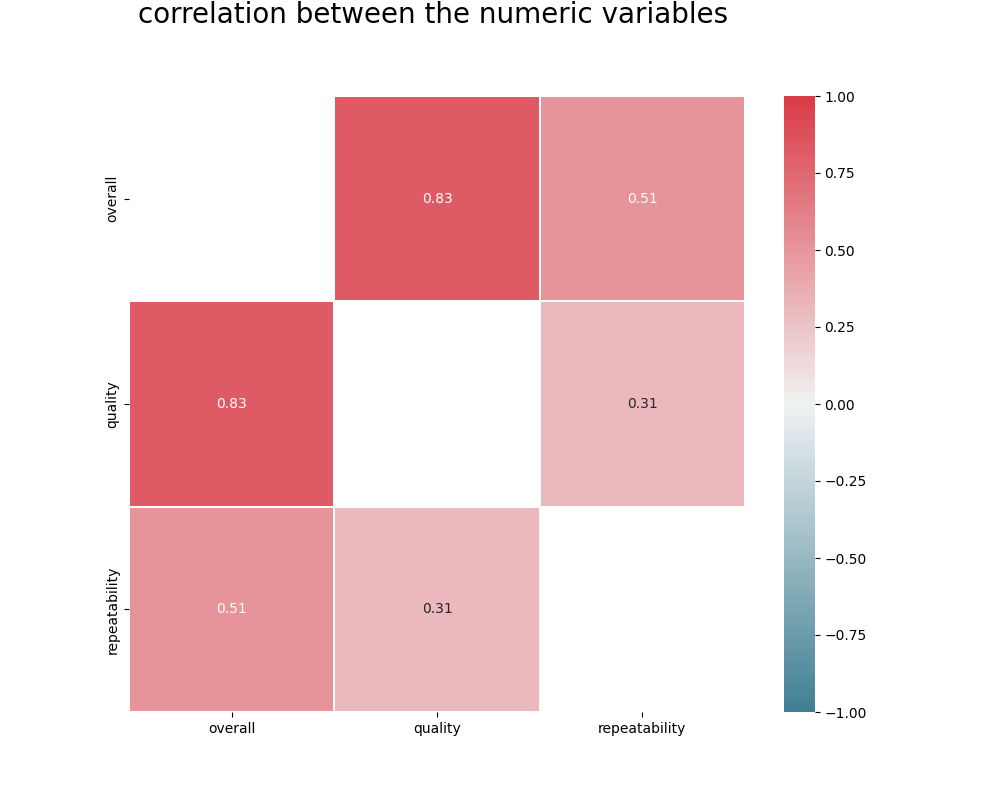 correlation between the numeric variables
overall
0.83
0.51
quality
0.83
0.31
repeatability
0.51
0.31
overall
quality
repeatability
1.00
0.75
0.50
0.25
0.00
−0.25
−0.50
−0.75
−1.00